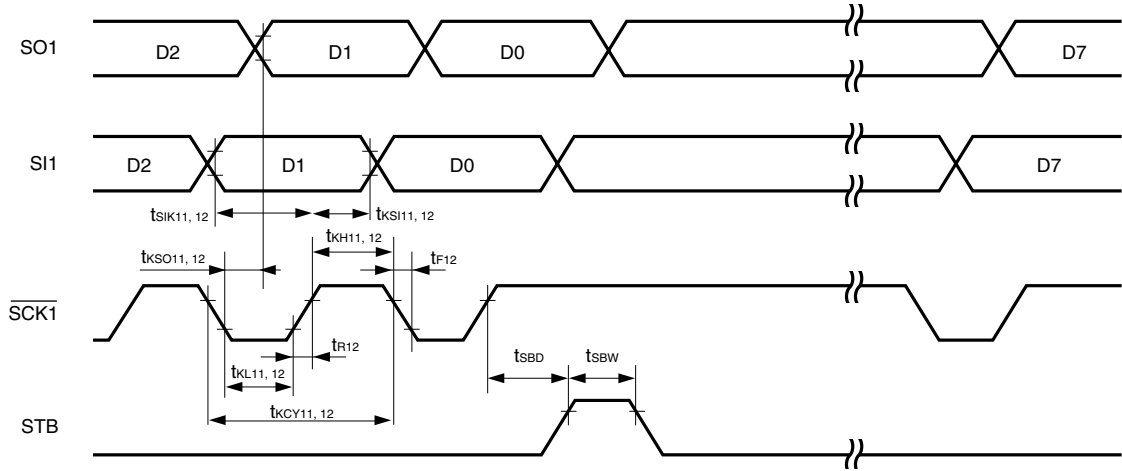 SO1
D2
D1
D0
D7
SI1
D2
D1
D0
D7
tSIK11, 12
tKSI11, 12
tKH11, 12
tKSO11, 12
tF12
SCK1
tR12
tSBD
tSBW
tKL11, 12
tKCY11, 12
STB